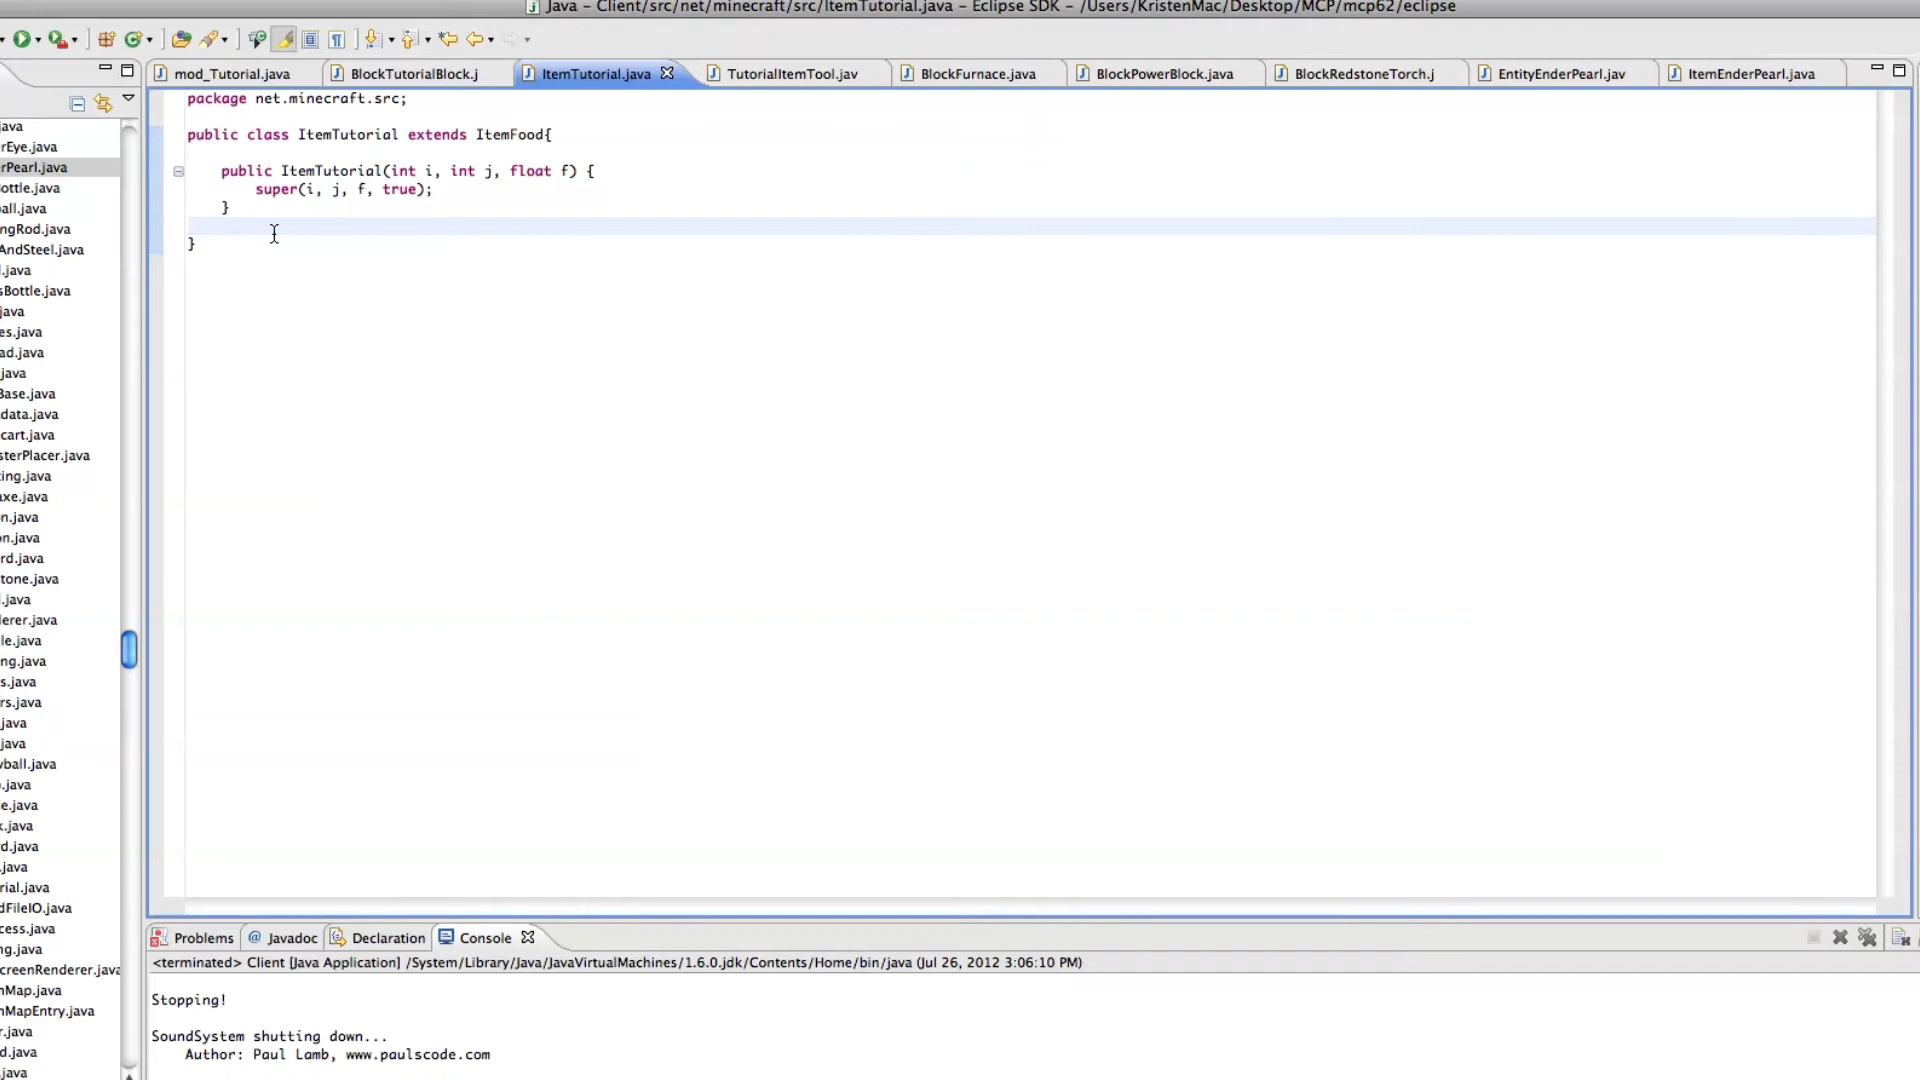 Java – Client/src/net/minecraft/src/ItemTutorial.java – Eclipse SDK – /Users/KristenMac/Desktop/MCP/mcp62/eclipse
mod_Tutorial.java
BlockTutorialBlock.j
ItemTutorial.java
TutorialItemTool.jav
BlockFurnace.java
BlockPowerBlock.java
BlockRedstoneTorch.j
EntityEnderPearl.jav
ItemEnderPearl.java
java
rEye.java
rPearl.java
ottle.java
all.java
ngRod.java
AndSteel.java
l.java
sBottle.java
java
es.java
ad.java
java
Base.java
data.java
cart.java
sterPlacer.java
ting.java
axe.java
n.java
on.java
rd.java
tone.java
l.java
lerer.java
le.java
ng.java
s.java
rs.java
java
java
vball.java
o.java
e.java
k.java
rd.java
.java
rial.java
dFileIO.java
cess.java
ng.java
creenRenderer.java
nMap.java
nMapEntry.java
r.java
d.java
.java
package net.minecraft.src;
public class ItemTutorial extends ItemFood{
public ItemTutorial(int i, int j, float f) {
super(i, j, f, true);
}
}
Problems
@ Javadoc
Declaration
Console
<terminated> Client [Java Application] /System/Library/Java/JavaVirtualMachines/1.6.0.jdk/Contents/Home/bin/java (Jul 26, 2012 3:06:10 PM)
Stopping!
SoundSystem shutting down...
Author: Paul Lamb, www.paulscode.com